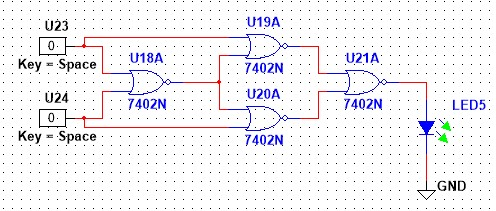 U23
0
Key = Space
U24
0
Key = Space
U18A
7402N
U19A
7402N
U20A
7402N
U21A
7402N
LED5
GND